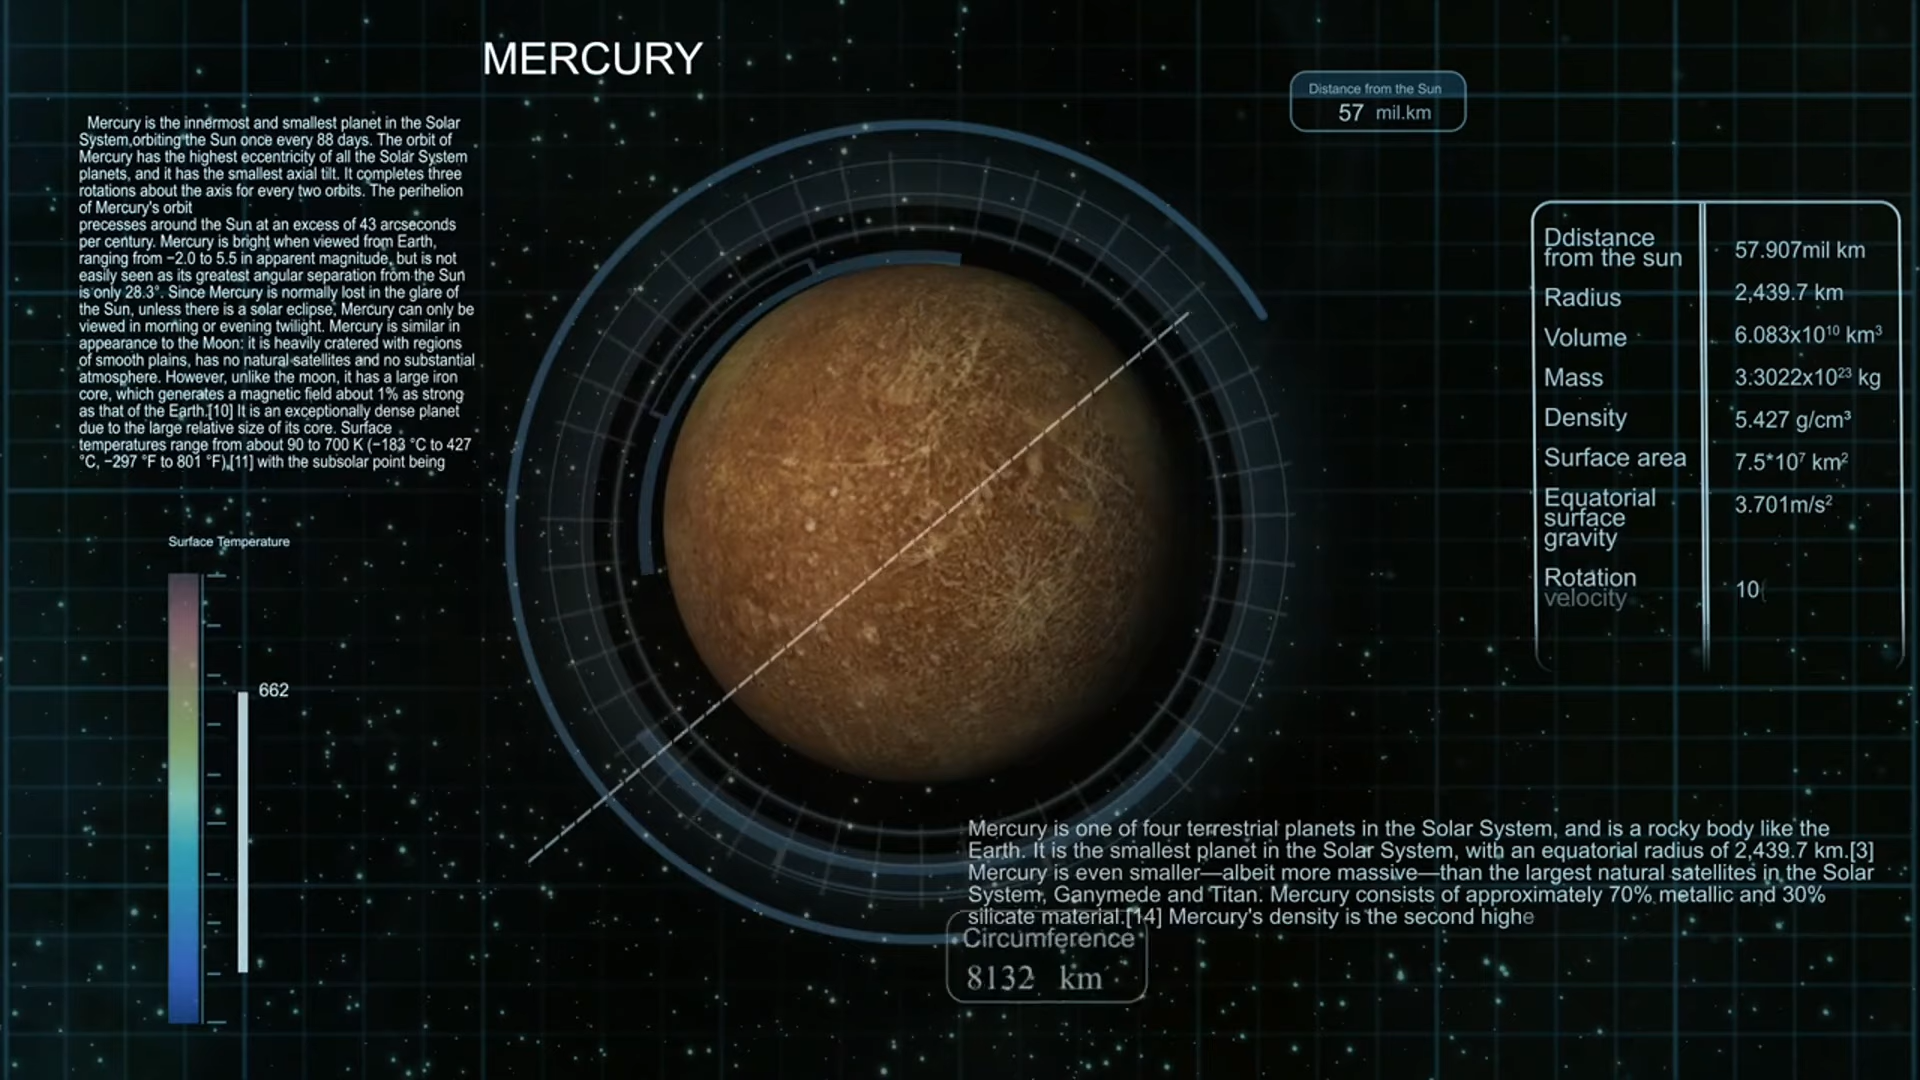 MERCURY
Distance from the Sun
57 mil.km
Mercury is the innermost and smallest planet in the Solar
System,orbiting the Sun once every 88 days. The orbit of
Mercury has the highest eccentricity of all the Solar System
planets, and it has the smallest axial tilt. It completes three
rotations about the axis for every two orbits. The perihelion
of Mercury's orbit
precesses around the Sun at an excess of 43 arcseconds
per century. Mercury is bright when viewed from Earth,
ranging from −2.0 to 5.5 in apparent magnitude, but is not
easily seen as its greatest angular separation from the Sun
is only 28.3°. Since Mercury is normally lost in the glare of
the Sun, unless there is a solar eclipse, Mercury can only be
viewed in morning or evening twilight. Mercury is similar in
appearance to the Moon: it is heavily cratered with regions
of smooth plains, has no natural satellites and no substantial
atmosphere. However, unlike the moon, it has a large iron
core, which generates a magnetic field about 1% as strong
as that of the Earth.[10] It is an exceptionally dense planet
due to the large relative size of its core. Surface
temperatures range from about 90 to 700 K (−183 °C to 427
°C, −297 °F to 801 °F),[11] with the subsolar point being
Ddistance
from the sun 57.907mil km
Radius 2,439.7 km
Volume 6.083x10¹⁰ km³
Mass 3.3022x10²³ kg
Density 5.427 g/cm³
Surface area 7.5*10⁷ km²
Equatorial 3.701m/s²
surface
gravity
Rotation
velocity 10
Surface Temperature
662
Mercury is one of four terrestrial planets in the Solar System, and is a rocky body like the
Earth. It is the smallest planet in the Solar System, with an equatorial radius of 2,439.7 km.[3]
Mercury is even smaller—albeit more massive—than the largest natural satellites in the Solar
System, Ganymede and Titan. Mercury consists of approximately 70% metallic and 30%
silicate material.[14] Mercury's density is the second highe
Circumference
8132 km